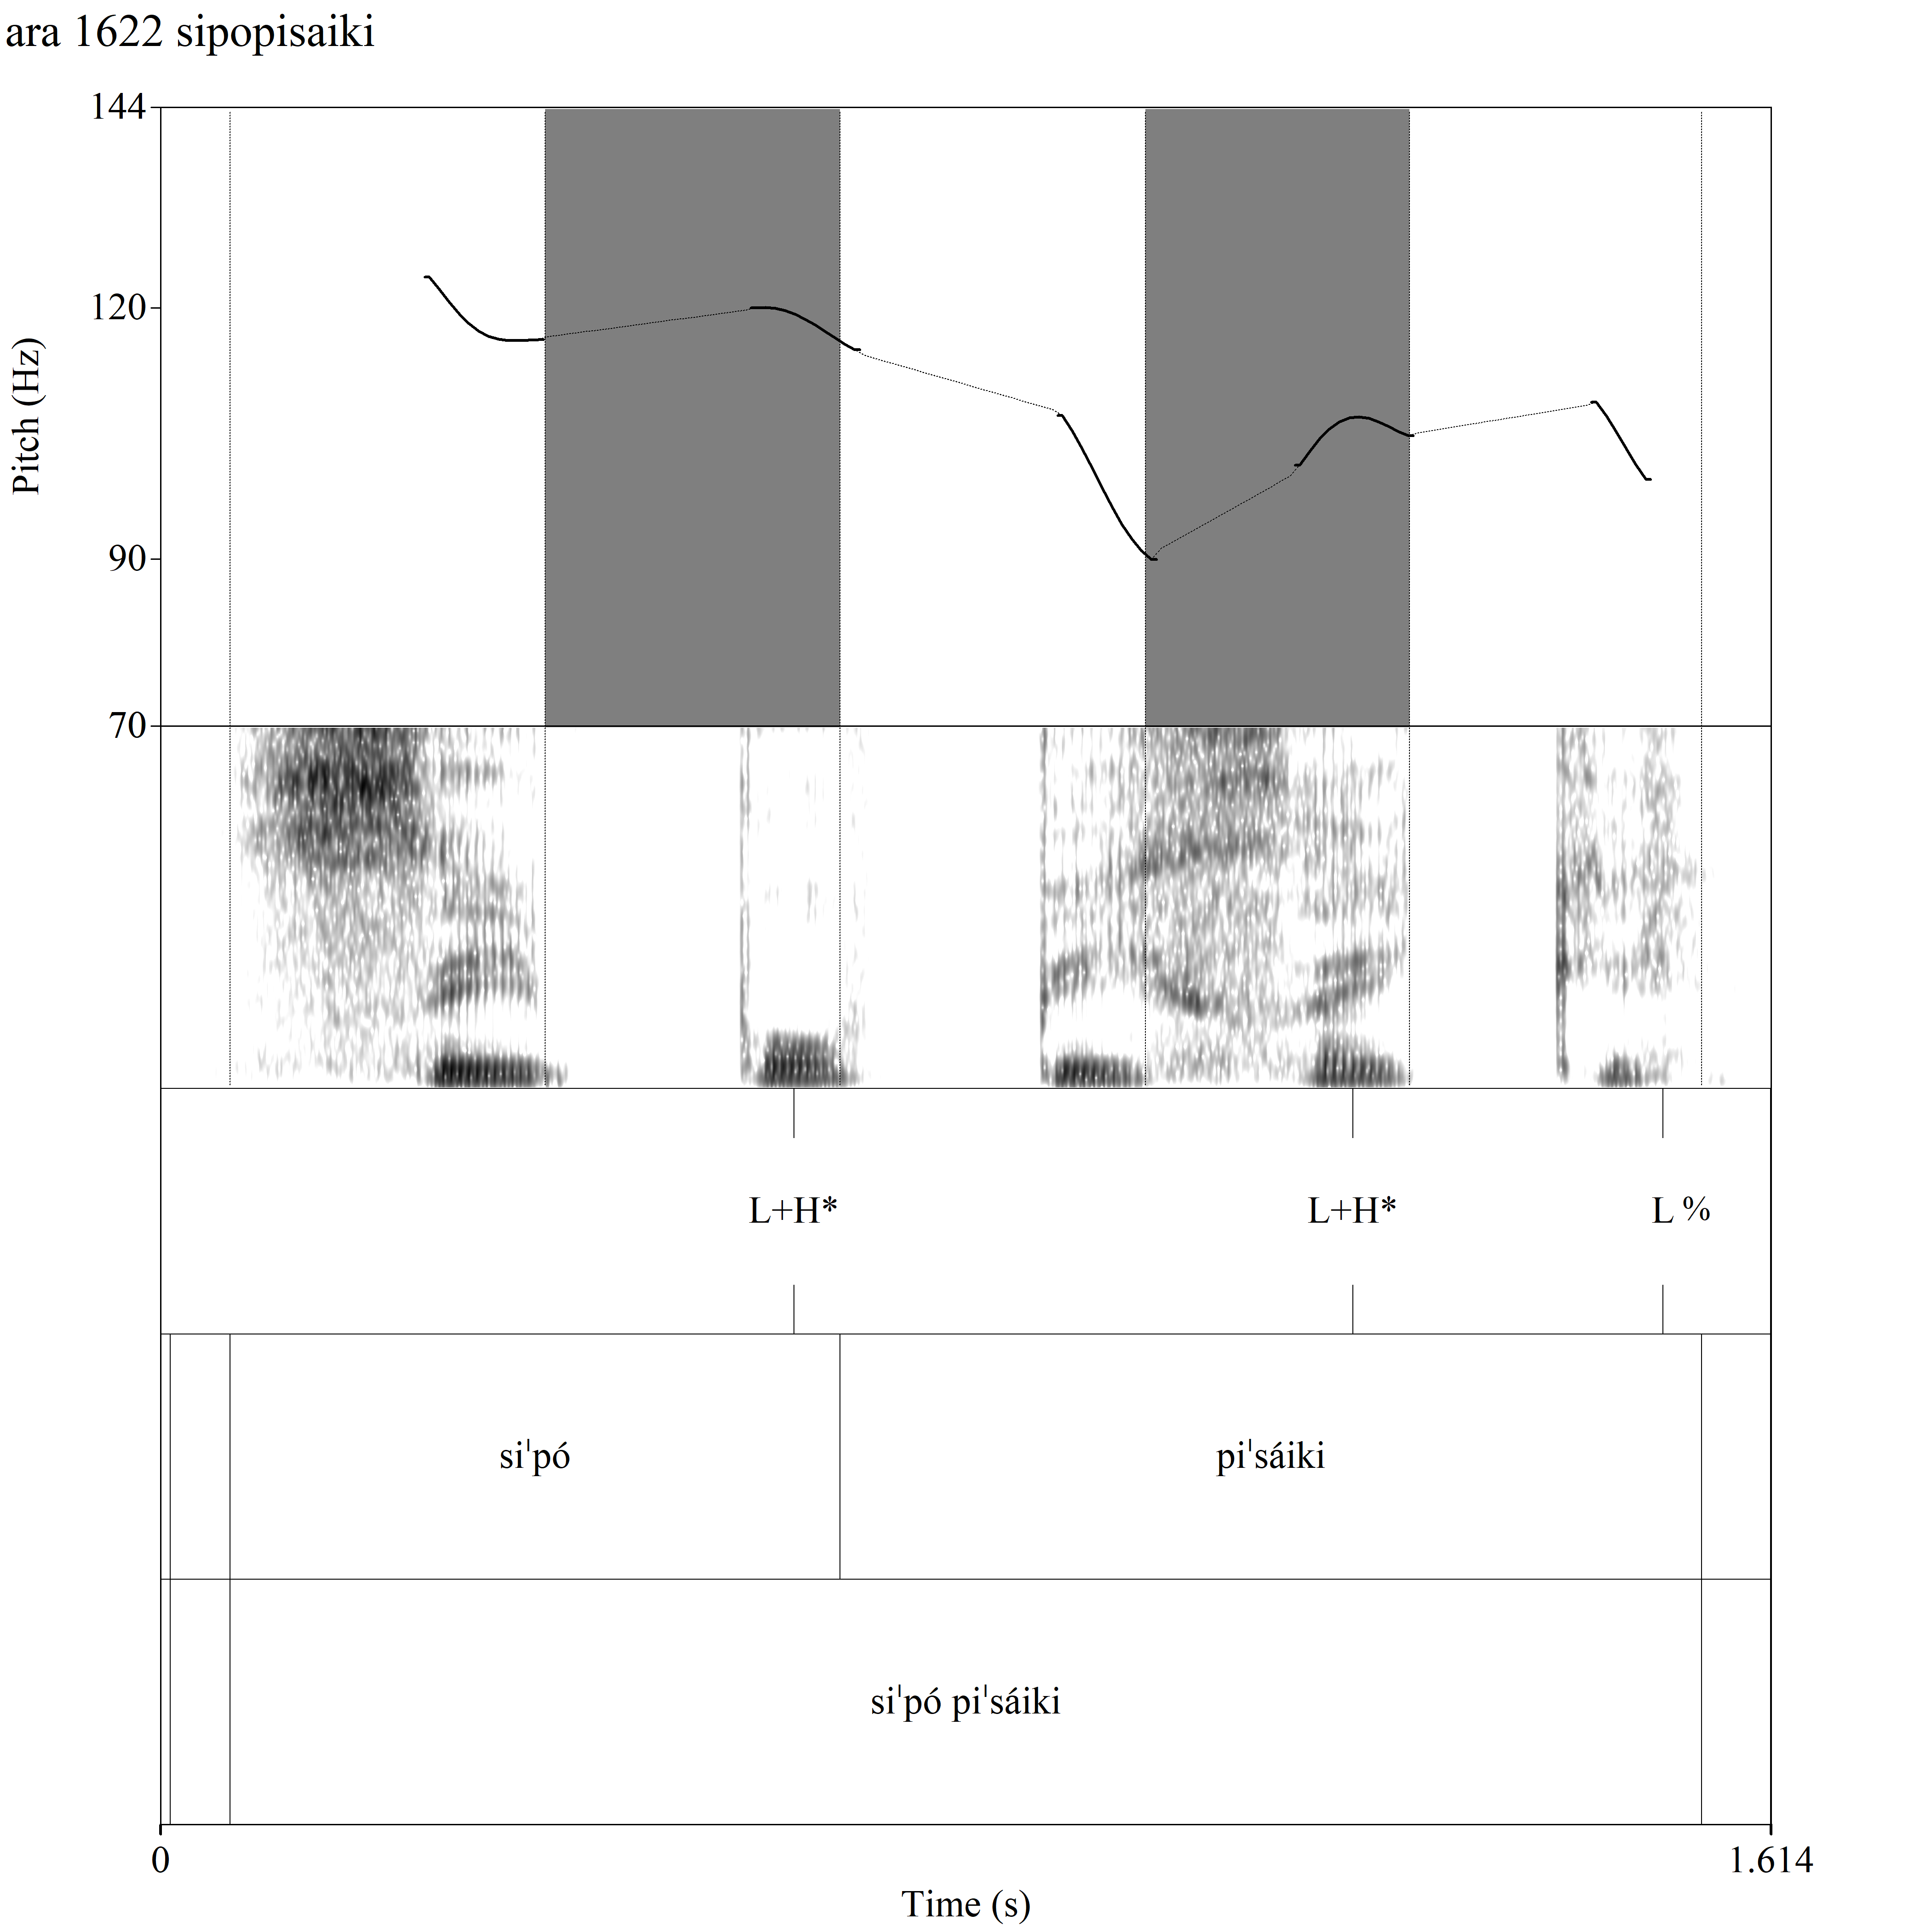 ara 1622 sipopisaiki
144
120
90
70
Pitch (Hz)
L+H* L+H* L %
siˈpó piˈsáiki
siˈpó piˈsáiki
0 1.614
Time (s)